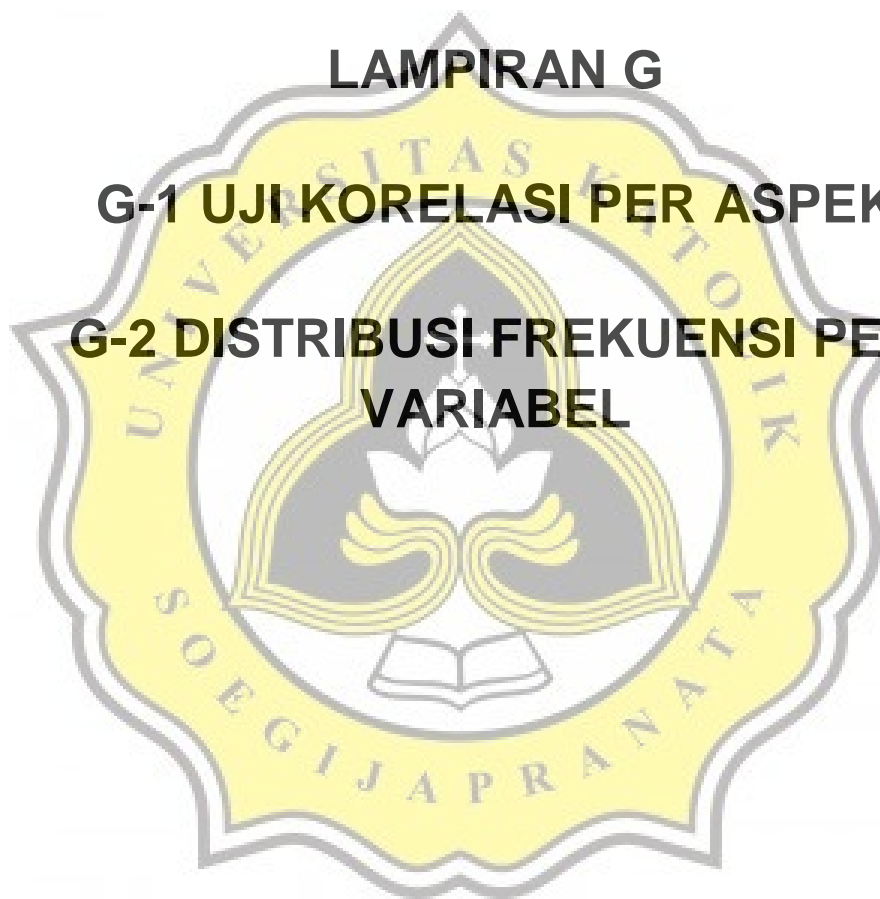 LAMPIRAN G
G-1 UJI KORELASI PER ASPEK
G-2 DISTRIBUSI FREKUENSI PE
VARIABEL
UNIVERSITAS KATOLIK
SOEGIJAPRANATA